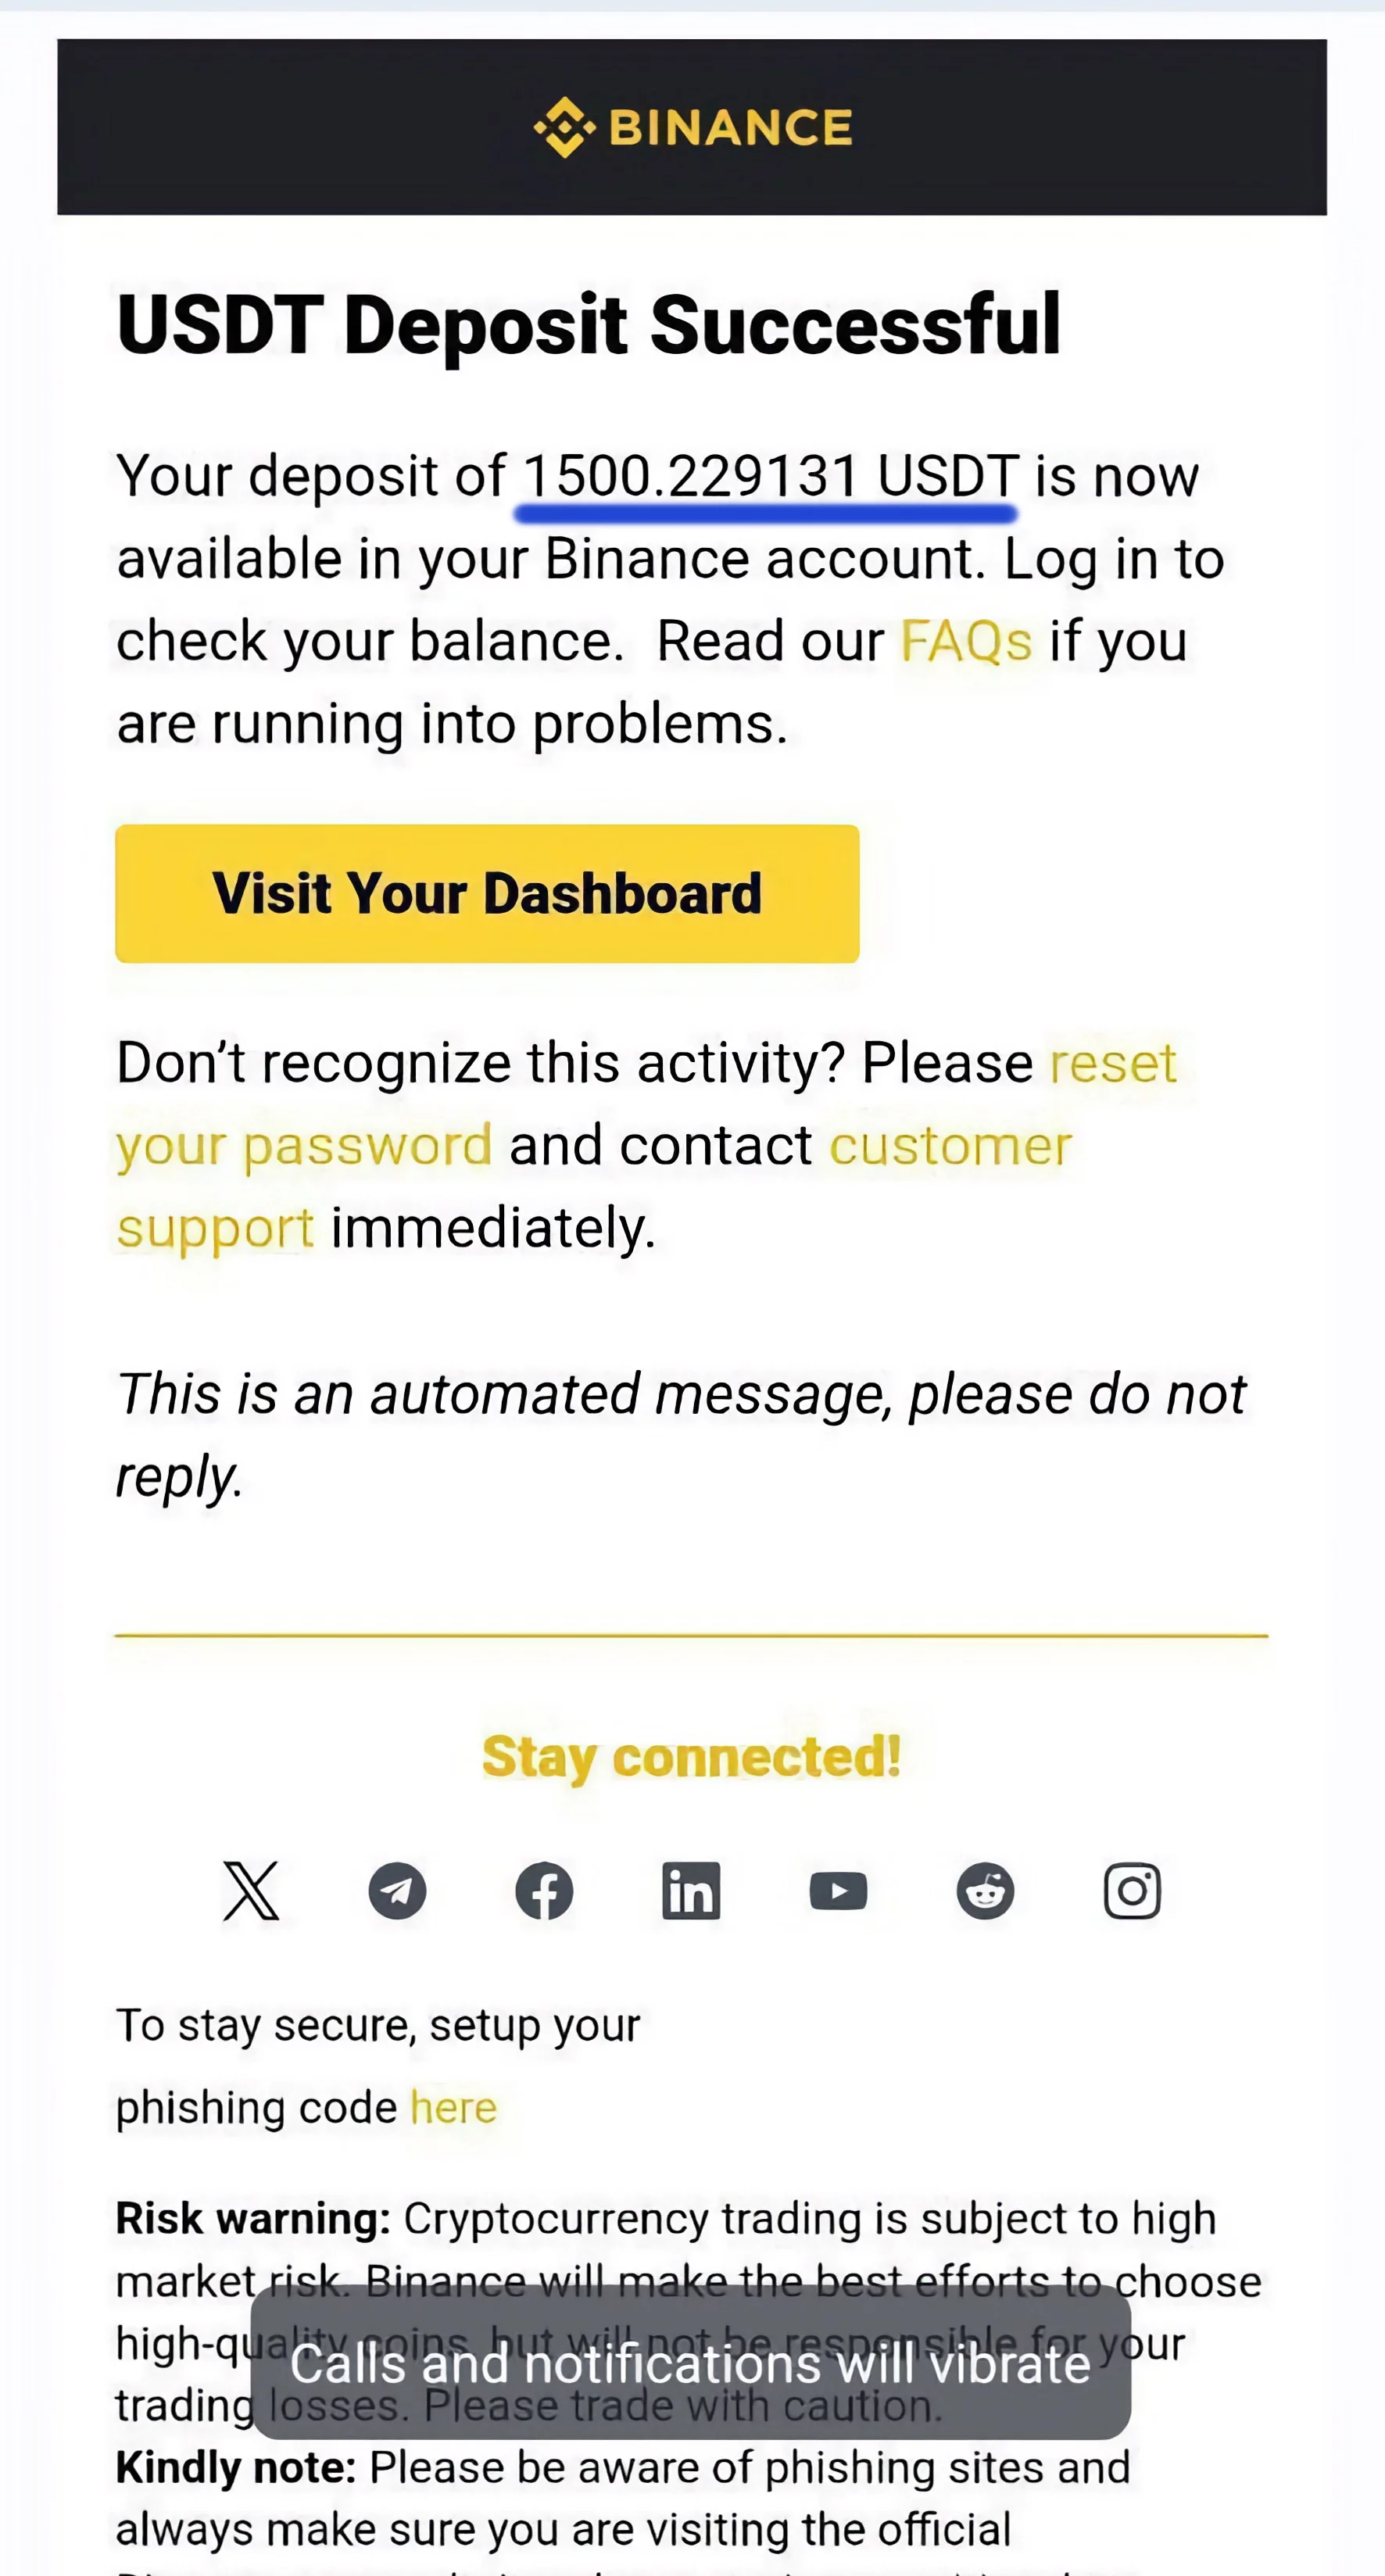 BINANCE
USDT Deposit Successful
Your deposit of 1500.229131 USDT is now
available in your Binance account. Log in to
check your balance.  Read our FAQs if you
are running into problems.
Visit Your Dashboard
Don’t recognize this activity? Please reset
your password and contact customer
support immediately.
This is an automated message, please do not
reply.
Stay connected!
To stay secure, setup your
phishing code here
Risk warning: Cryptocurrency trading is subject to high
market risk. Binance will make the best efforts to choose
high-quality coins, but will not be responsible for your
Calls and notifications will vibrate
trading losses. Please trade with caution.
Kindly note: Please be aware of phishing sites and
always make sure you are visiting the official